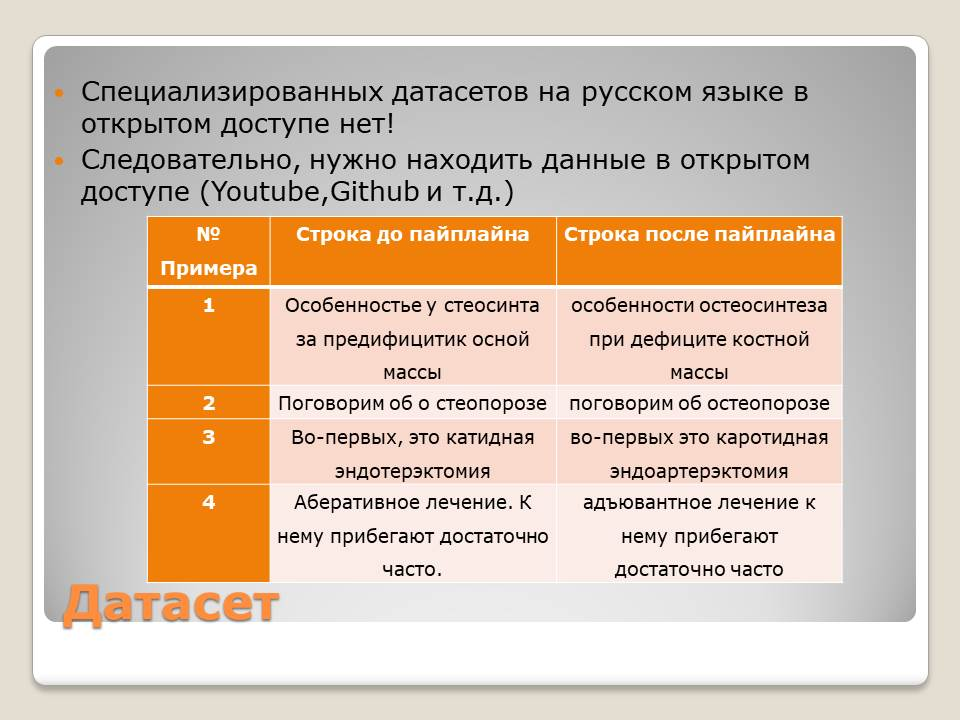 Специализированных датасетов на русском языке в
открытом доступе нет!
Следовательно, нужно находить данные в открытом
доступе (Youtube,Github и т.д.)
№
Примера
Строка до пайплайна
Строка после пайплайна
1
Особенностье у стеосинта
за предифицитик осной
массы
особенности остеосинтеза
при дефиците костной
массы
2
Поговорим об о стеопорозе
поговорим об остеопорозе
3
Во-первых, это катидная
эндотерэктомия
во-первых это каротидная
эндоартерэктомия
4
Аберативное лечение. К
нему прибегают достаточно
часто.
адъювантное лечение к
нему прибегают
достаточно часто
Датасет